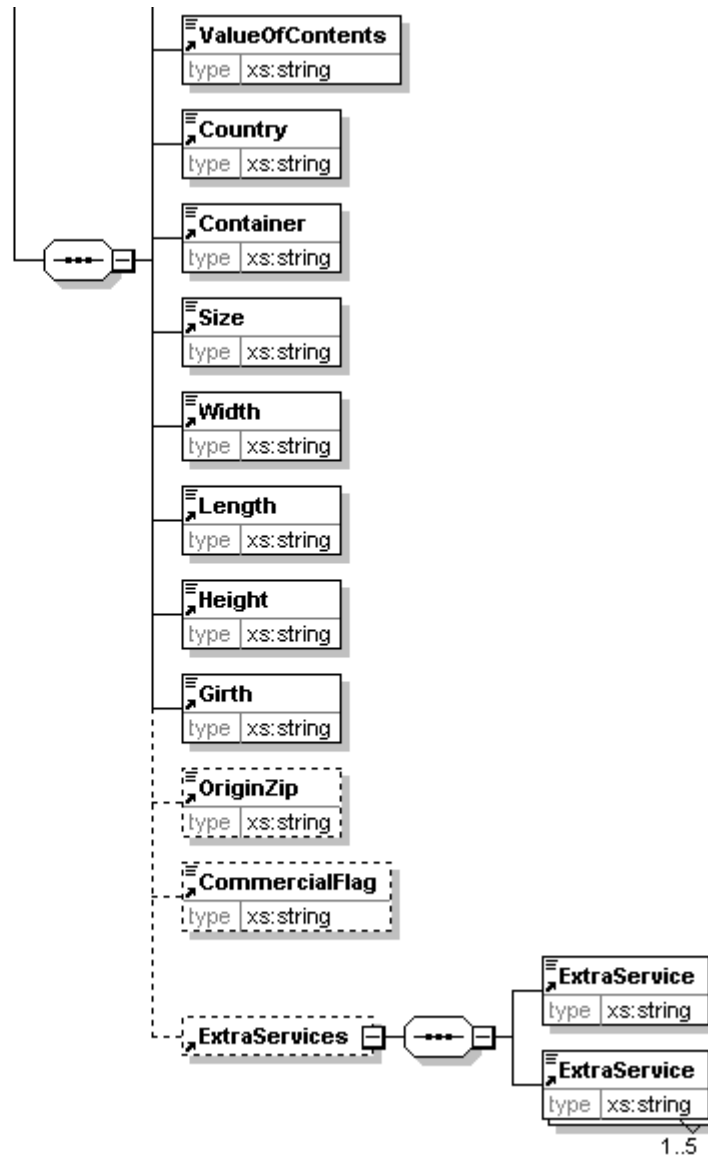 ValueOfContents
type xs:string
Country
type xs:string
Container
type xs:string
Size
type xs:string
Width
type xs:string
Length
type xs:string
Height
type xs:string
Girth
type xs:string
OriginZip
type xs:string
CommercialFlag
type xs:string
ExtraServices
ExtraService
type xs:string
ExtraService
type xs:string
1..5